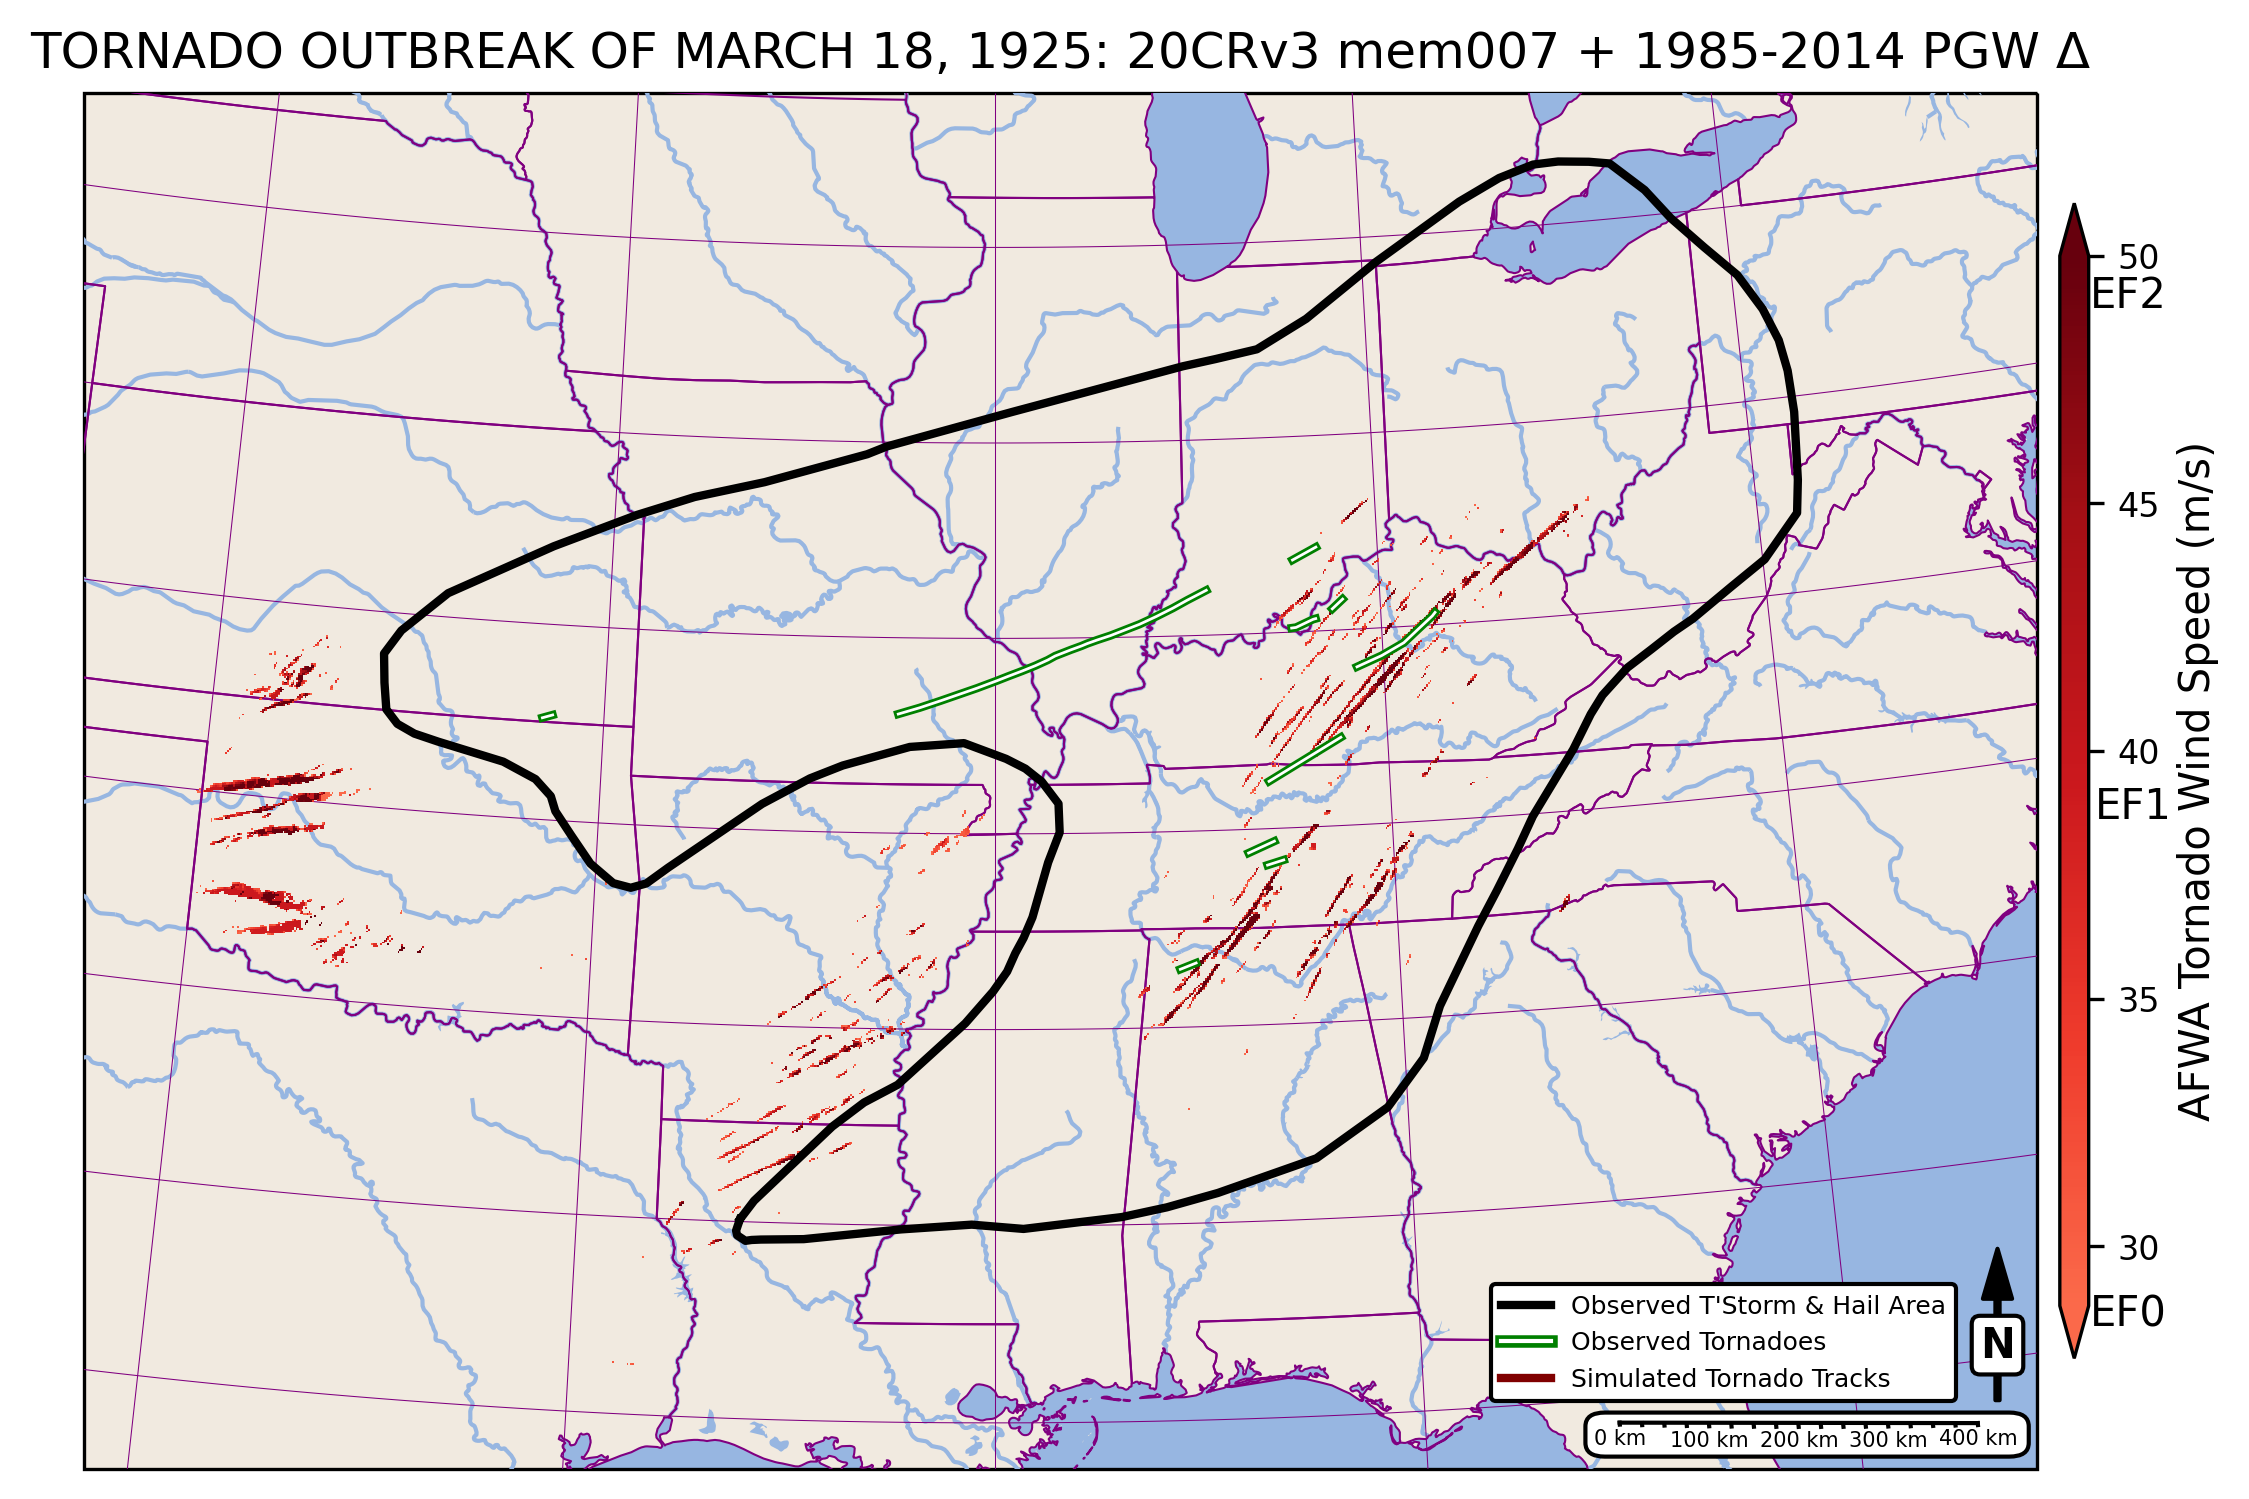 TORNADO OUTBREAK OF MARCH 18, 1925: 20CRv3 mem007 + 1985-2014 PGW Δ
50
EF2
45
40
EF1
35
30
EF0
AFWA Tornado Wind Speed (m/s)
Observed T'Storm & Hail Area
Observed Tornadoes
Simulated Tornado Tracks
N
0 km 100 km 200 km 300 km 400 km